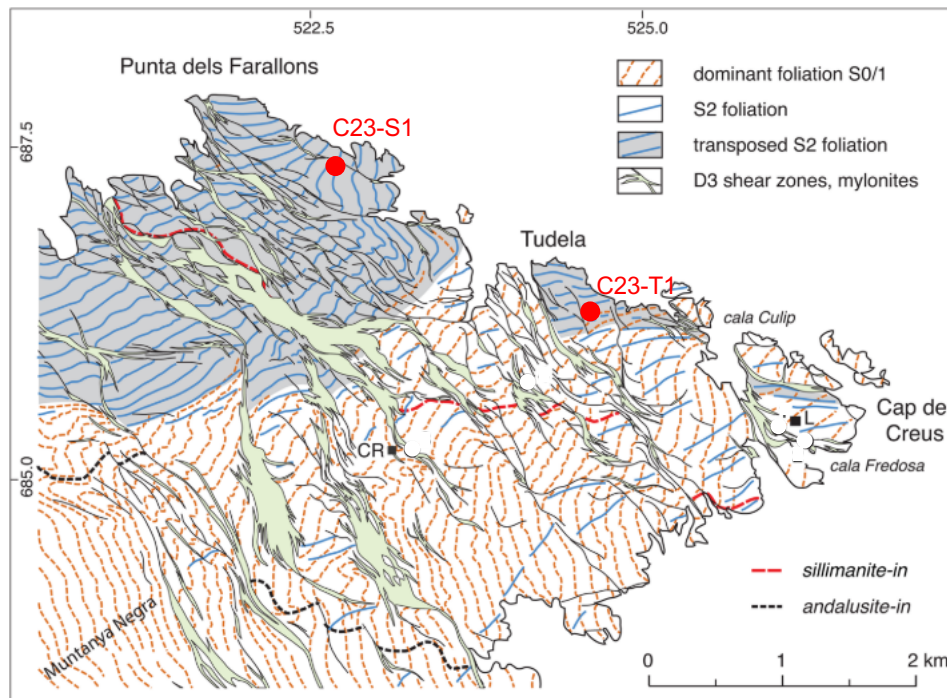 522.5
525.0
Punta dels Farallons
dominant foliation S0/1
S2 foliation
transposed S2 foliation
D3 shear zones, mylonites
C23-S1
687.5
Tudela
C23-T1
cala Culip
Cap de
Creus
L
CR
cala Fredosa
685.0
sillimanite-in
andalusite-in
Muntanya Negra
0
1
2 km